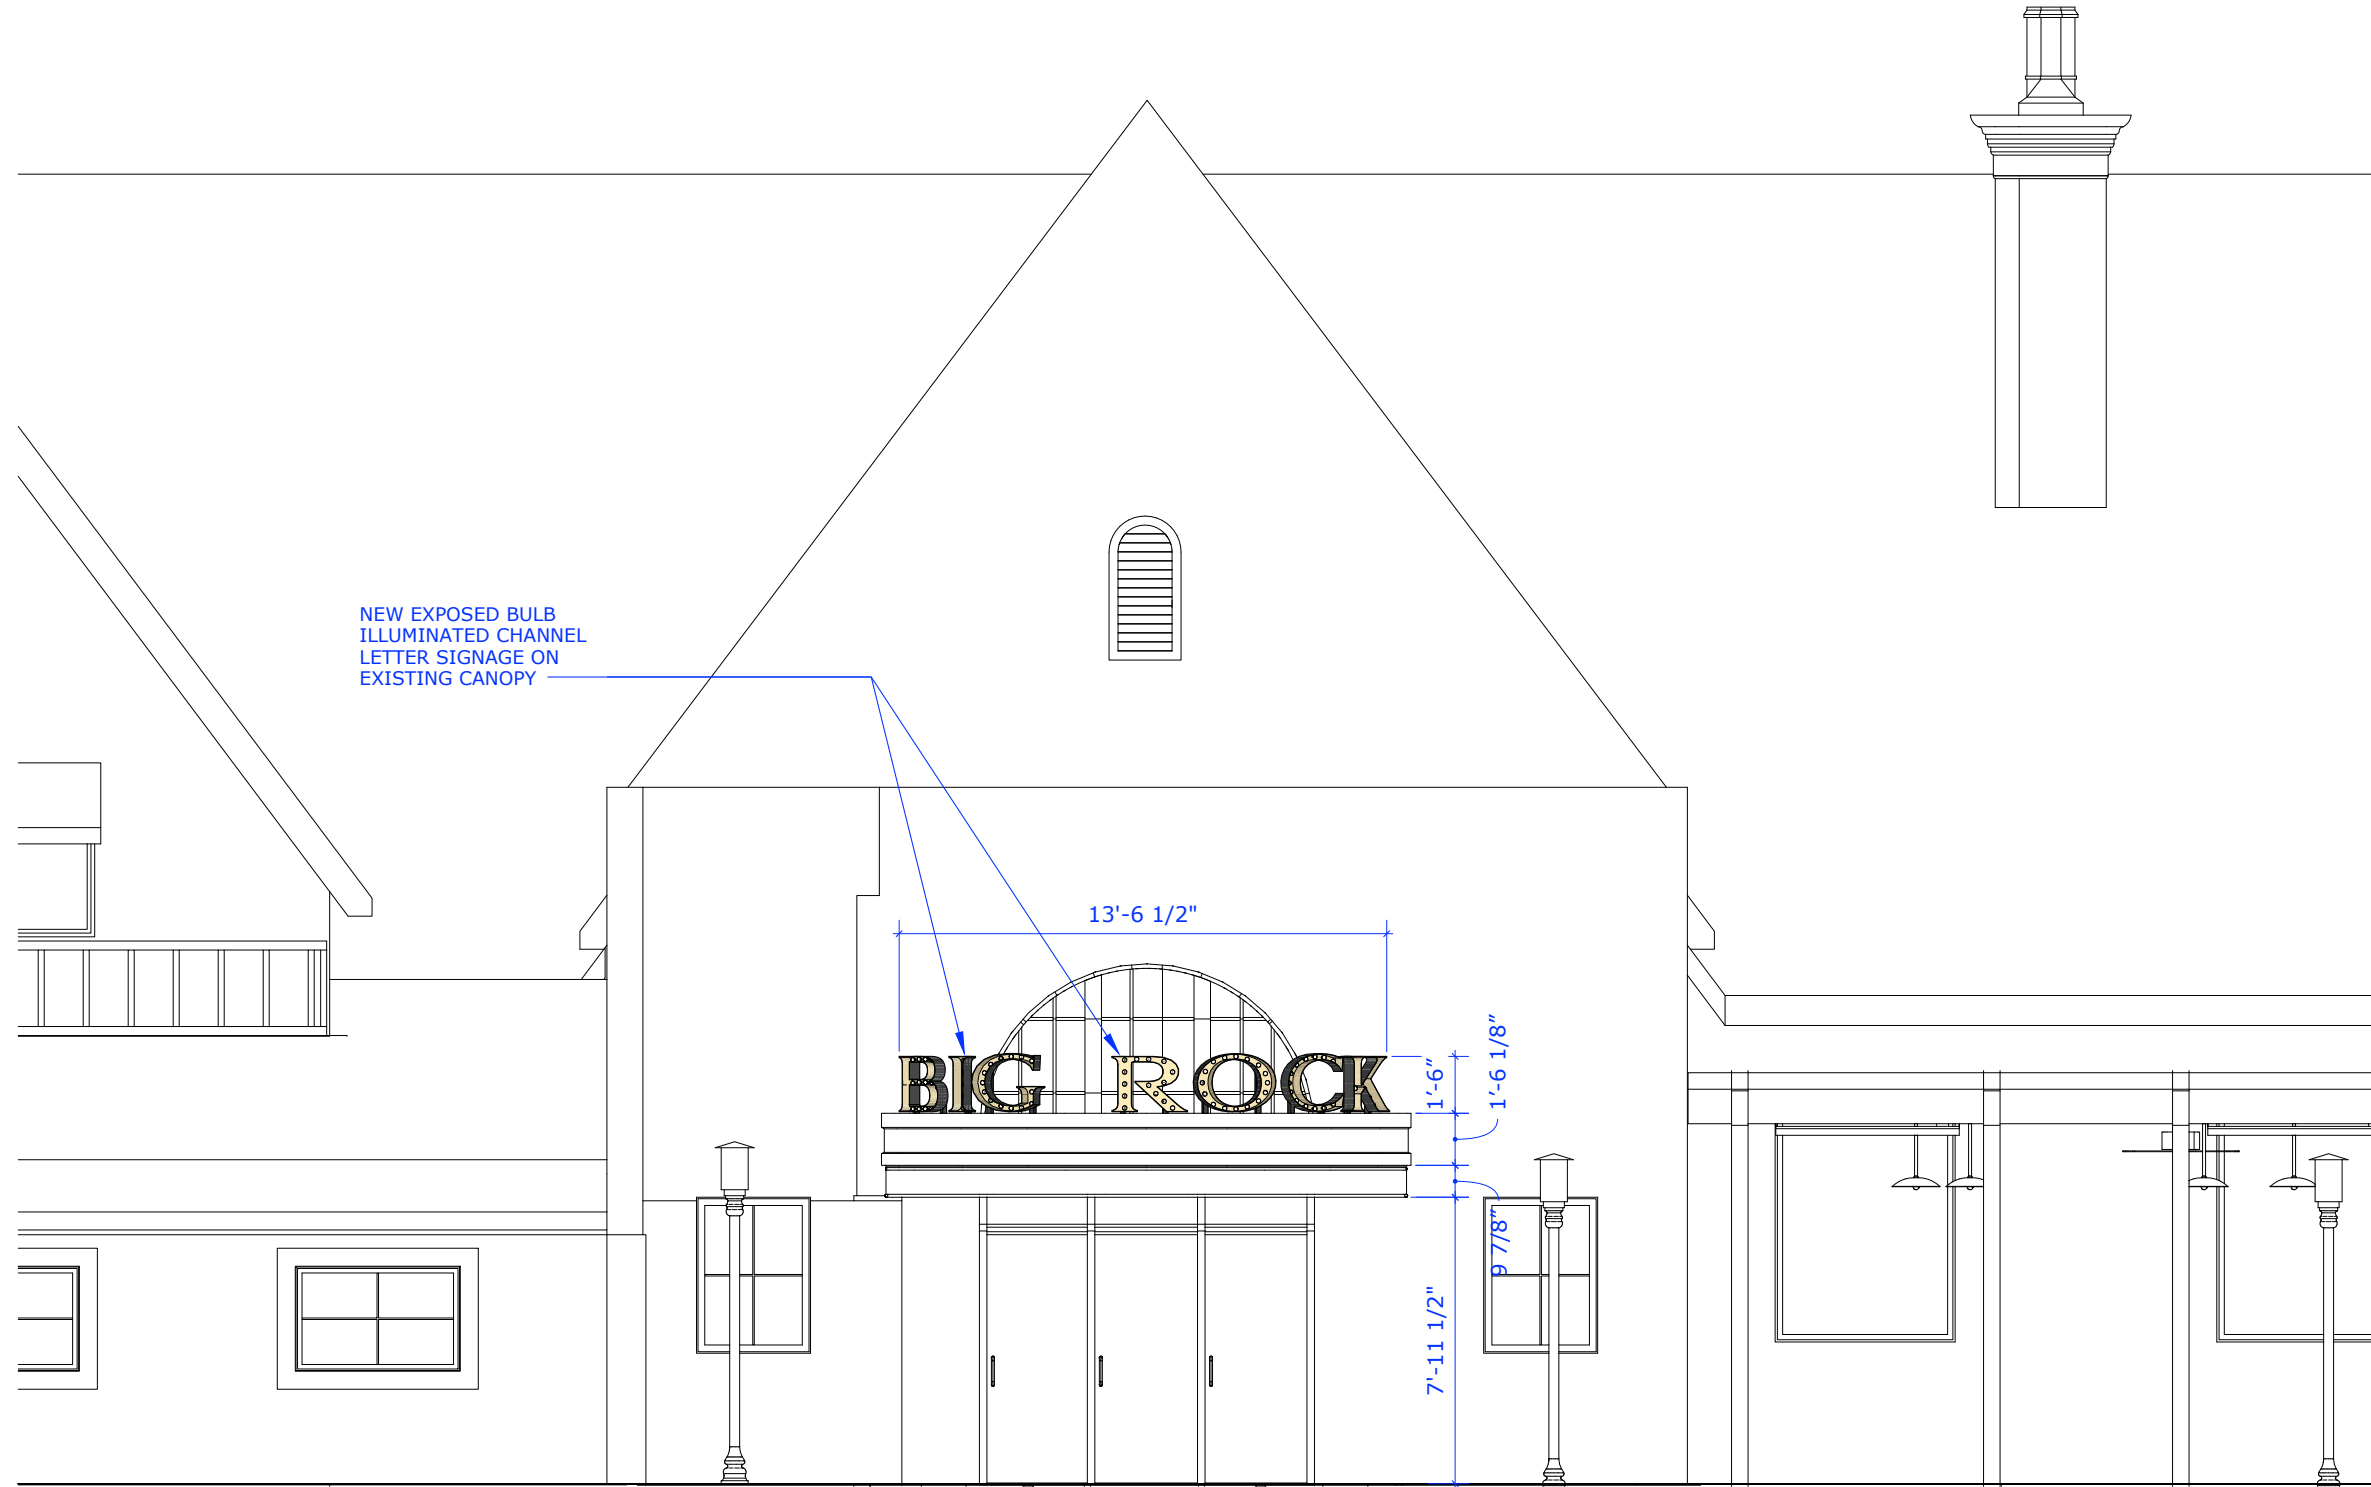 NEW EXPOSED BULB
ILLUMINATED CHANNEL
LETTER SIGNAGE ON
EXISTING CANOPY
13'-6 1/2"
BIG ROCK
1’-6”
1’-6 1/8”
9 7/8”
7'-11 1/2"